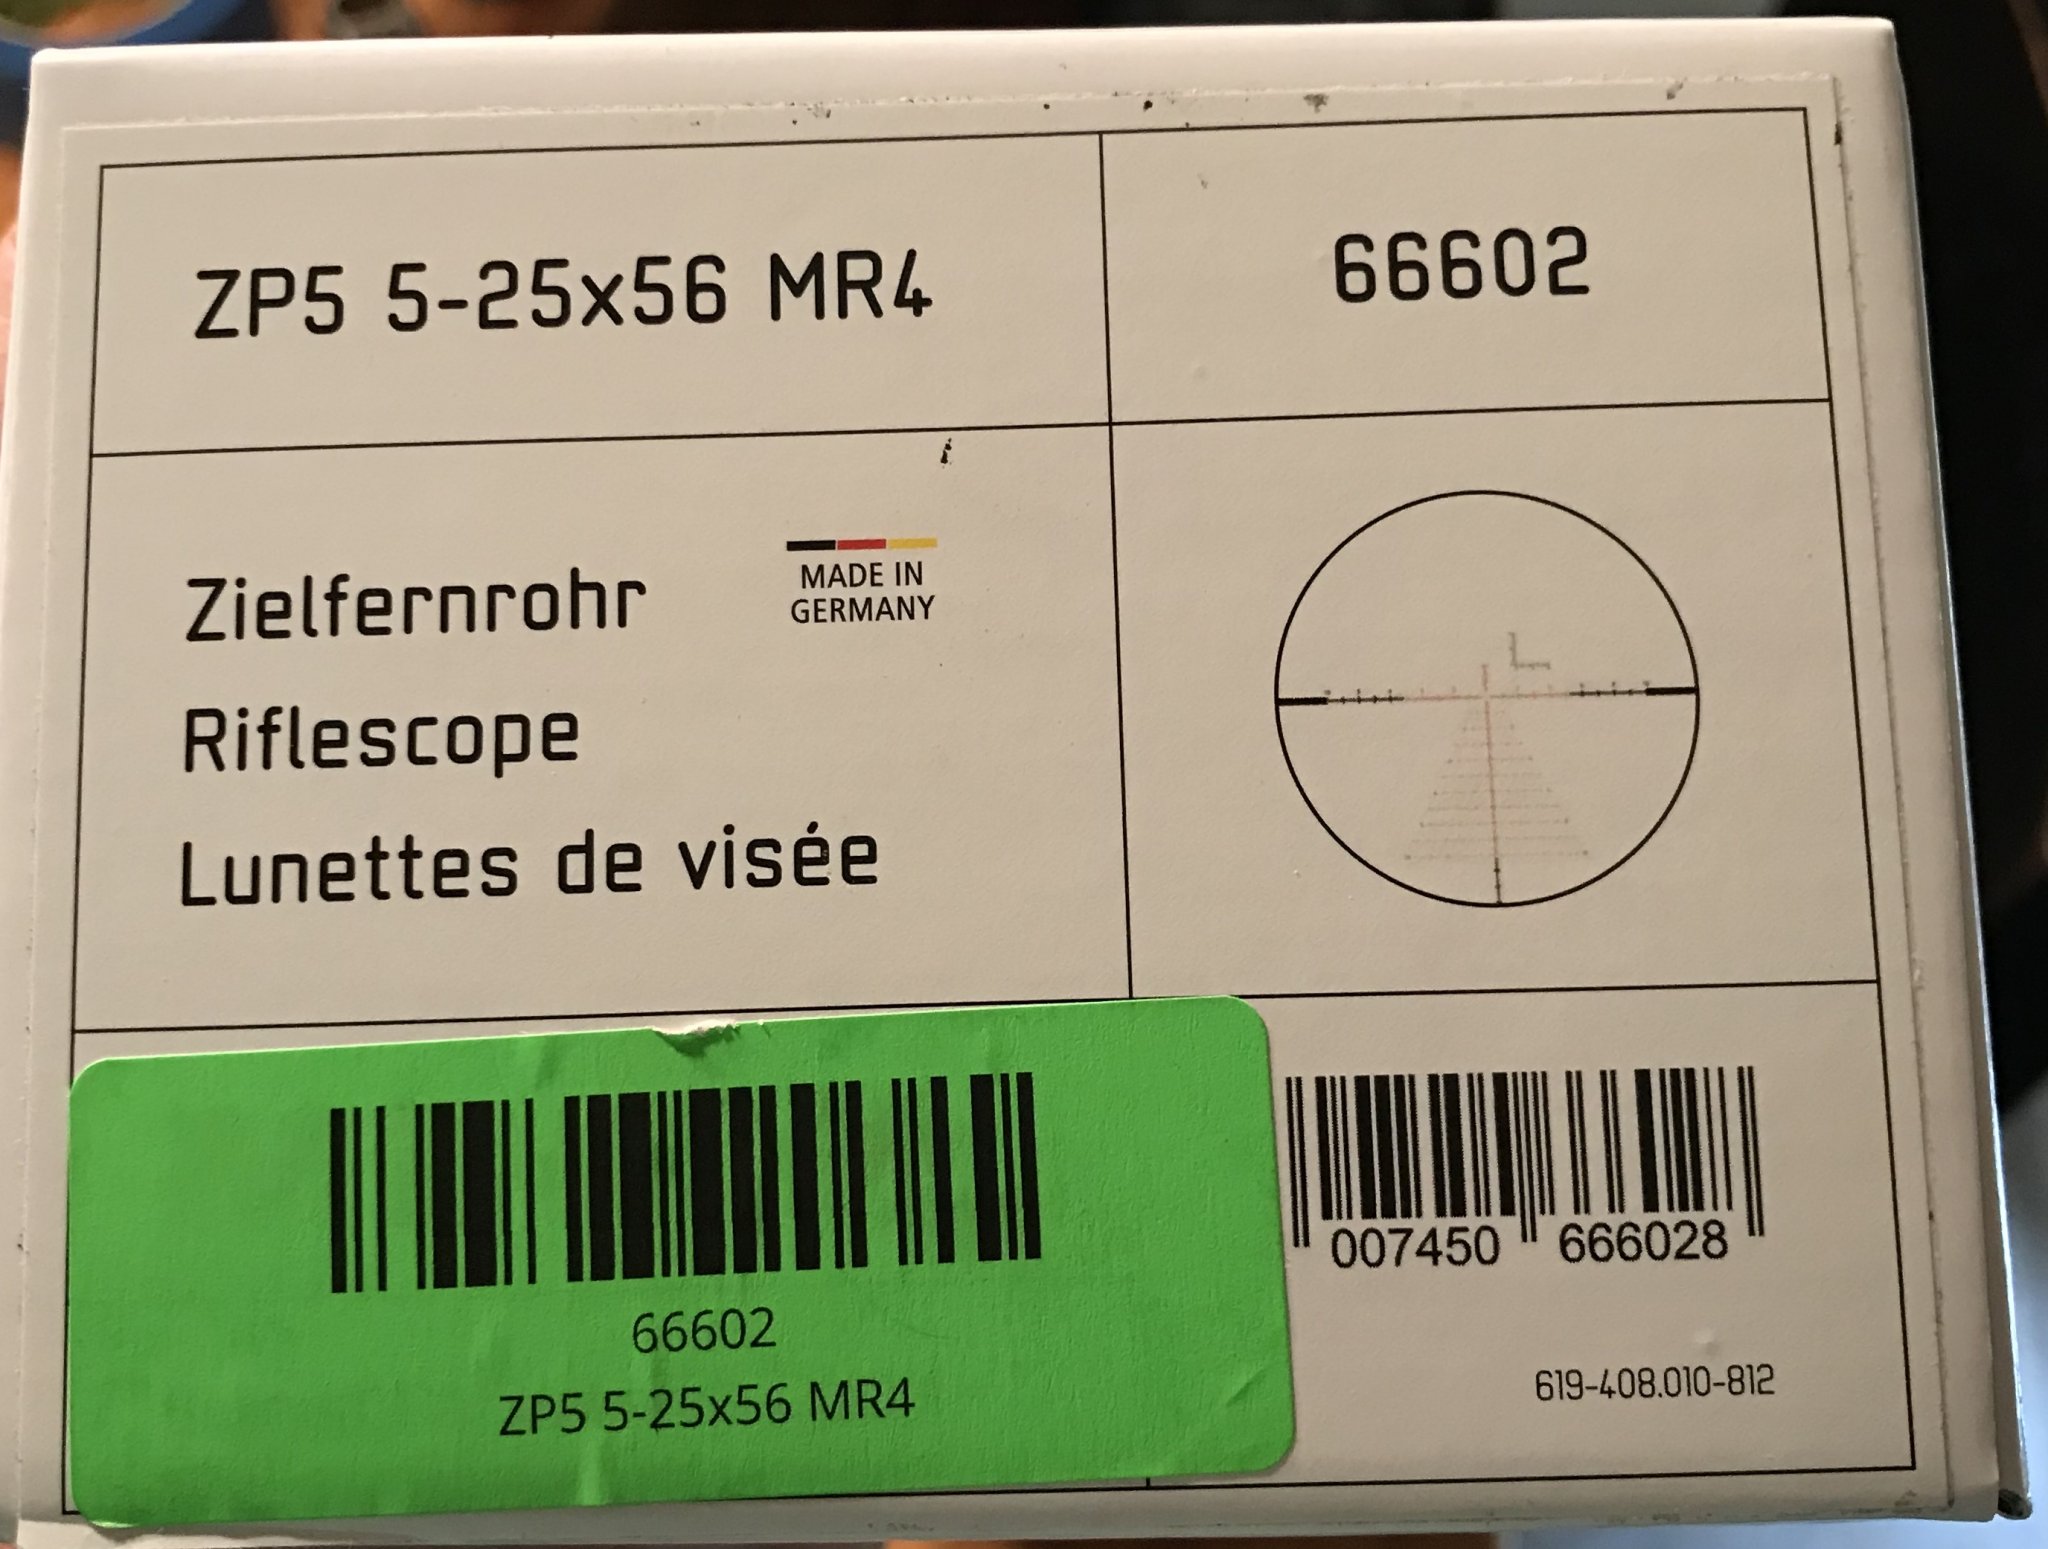 ZP5 5-25x56 MR4
66602
Zielfernrohr
MADE IN
GERMANY
Riflescope
Lunettes de visée
66602
ZP5 5-25x56 MR4
007450 666028
619-408.010-812